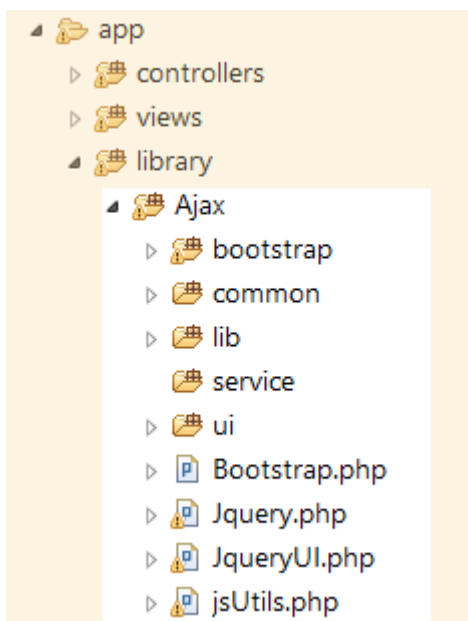 app
controllers
views
library
Ajax
bootstrap
common
lib
service
ui
Bootstrap.php
Jquery.php
JqueryUI.php
jsUtils.php